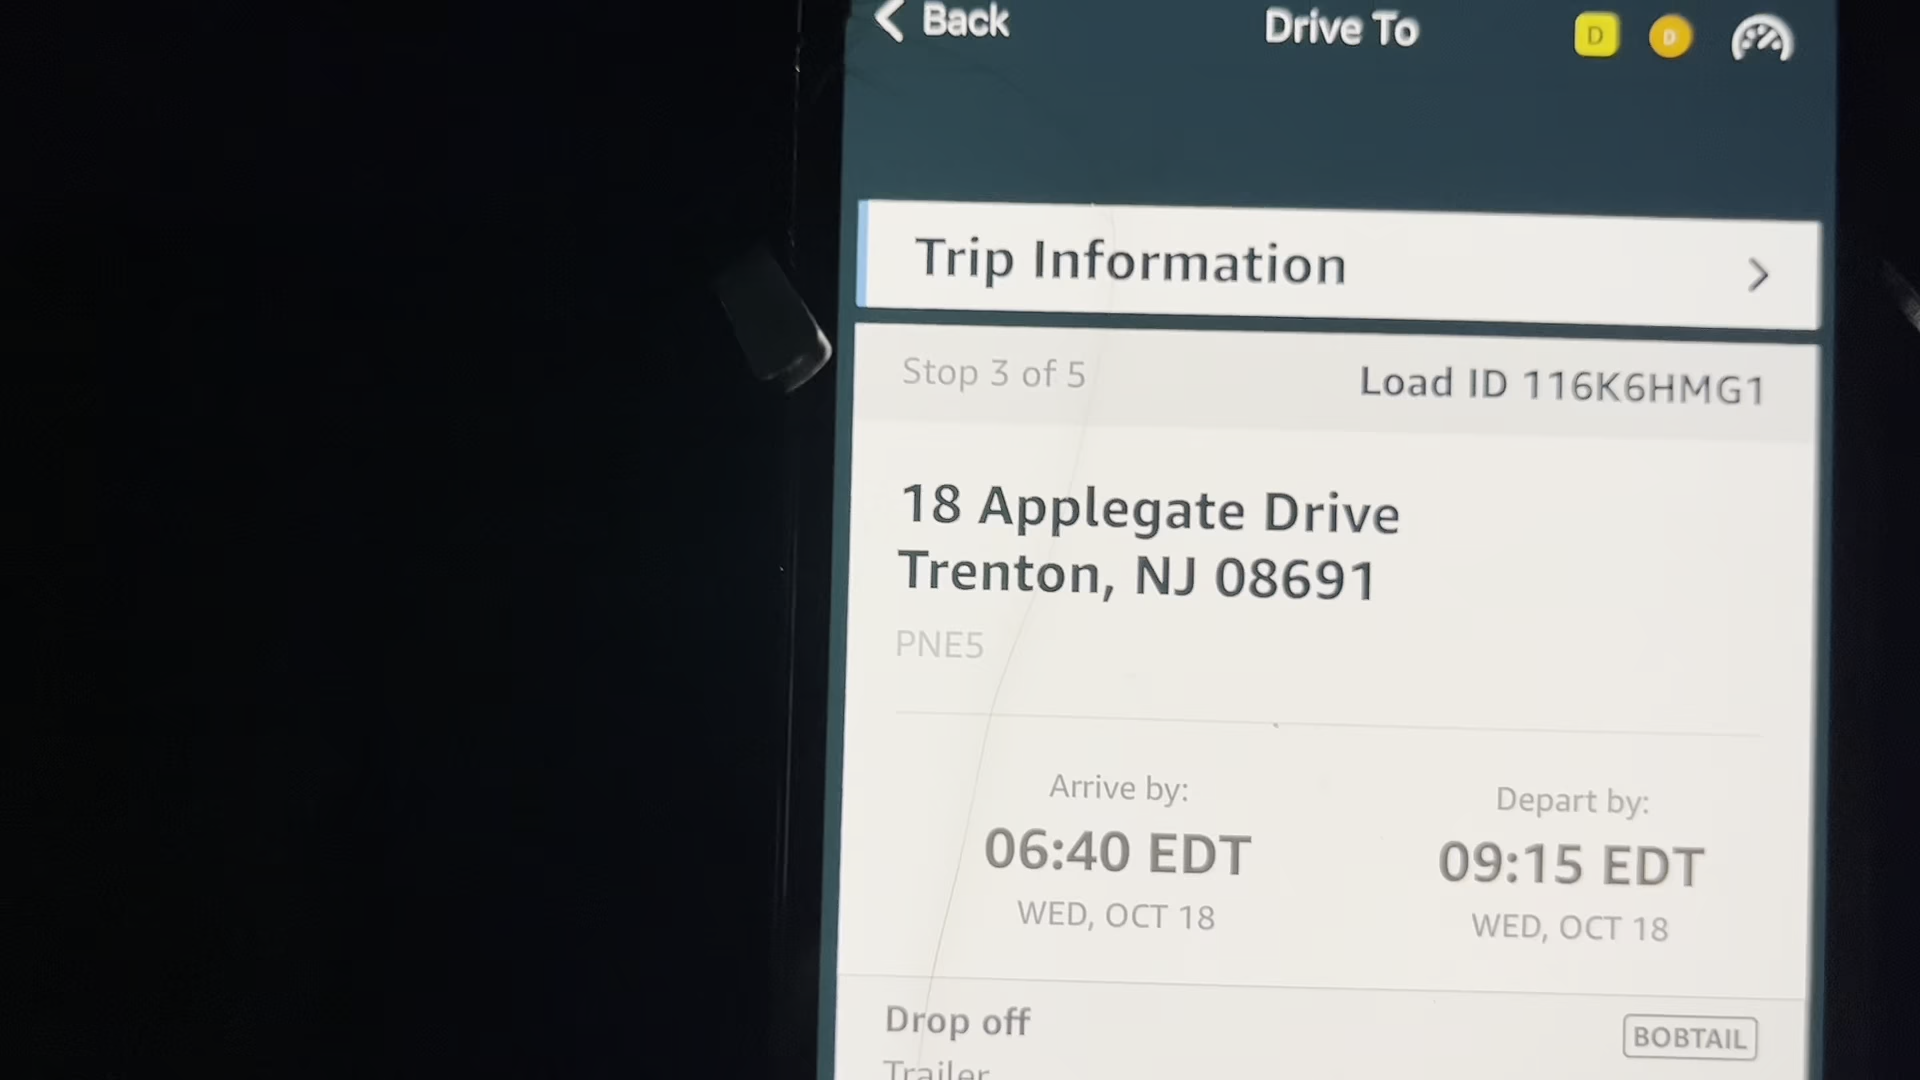 Back
Drive To
D
D
Trip Information
Stop 3 of 5
Load ID 116K6HMG1
18 Applegate Drive
Trenton, NJ 08691
PNE5
Arrive by:
Depart by:
06:40 EDT
09:15 EDT
WED, OCT 18
WED, OCT 18
Drop off
BOBTAIL
Trailer